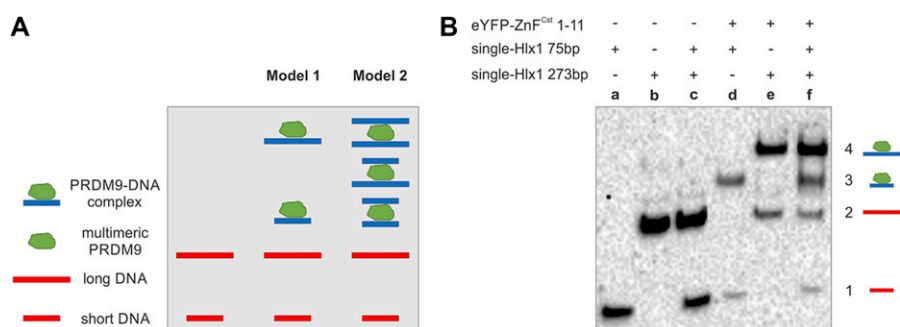 A
Model 1 Model 2
PRDM9-DNA
complex
multimeric
PRDM9
long DNA
short DNA
B
eYFP-ZnF^Cst 1-11 - - - + + +
single-Hlx1 75bp + - + + - +
single-Hlx1 273bp - + + - + +
a b c d e f
4
3
2
1